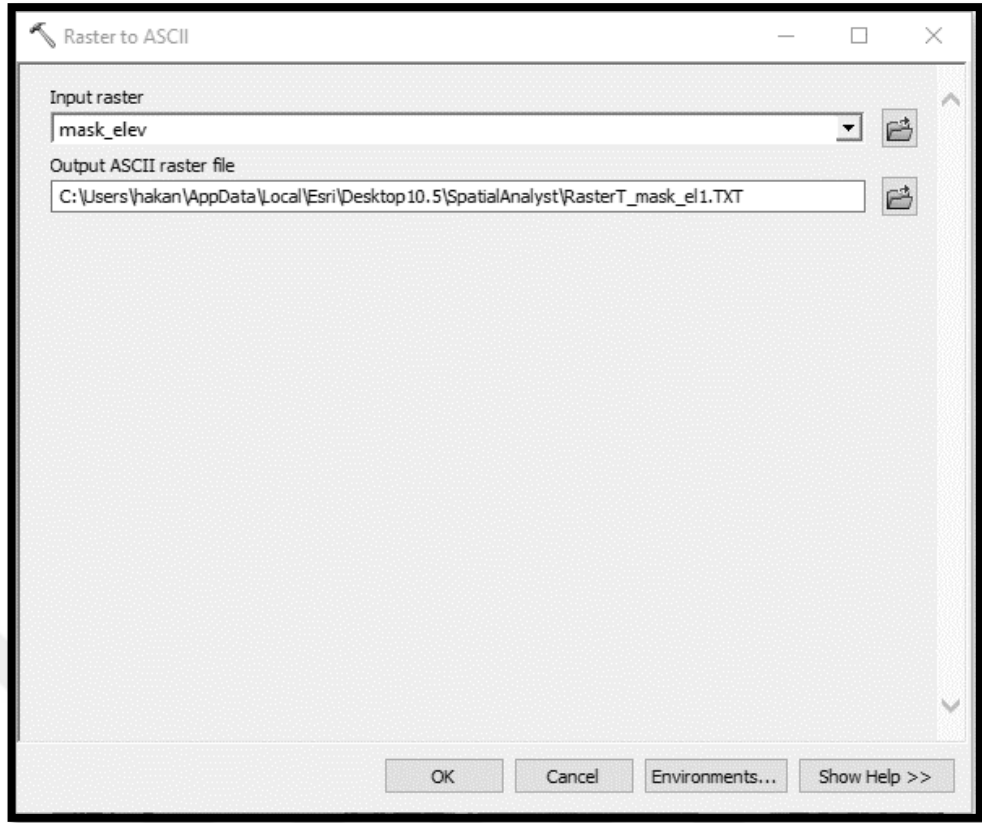 Raster to ASCII
Input raster
mask_elev
Output ASCII raster file
C:\Users\hakan\AppData\Local\Esri\Desktop10.5\SpatialAnalyst\RasterT_mask_el1.TXT
OK Cancel Environments... Show Help >>